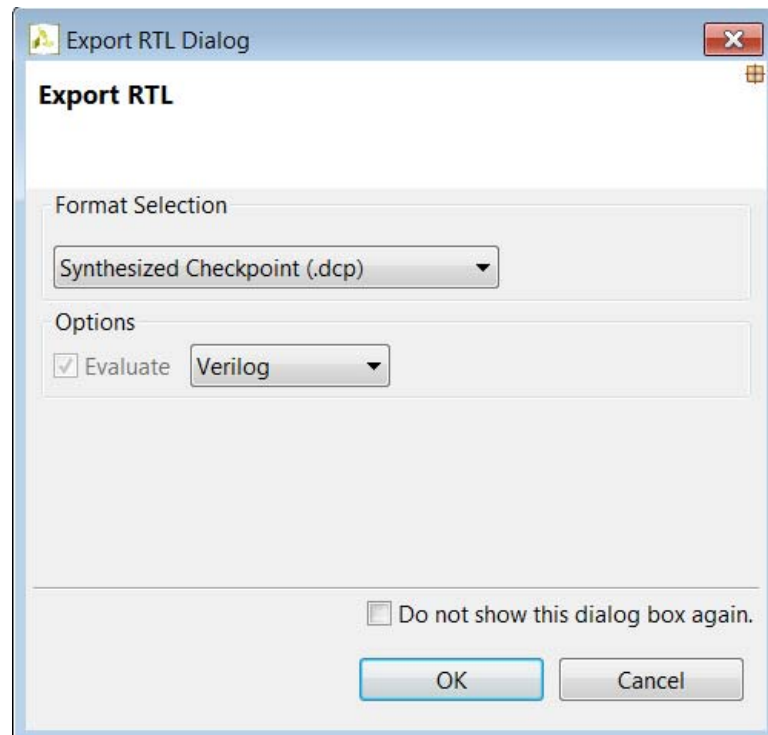 Export RTL Dialog
Export RTL
Format Selection
Synthesized Checkpoint (.dcp)
Options
Evaluate Verilog
Do not show this dialog box again.
OK Cancel